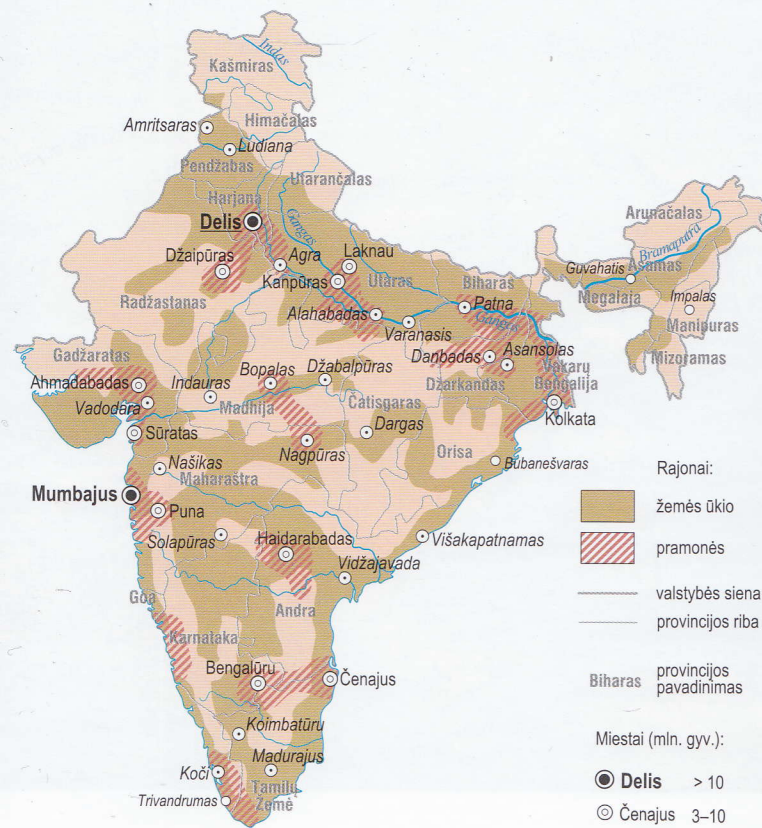 Indas
Kašmiras
Himačalas
Amritsaras
Ludiana
Pendžabas
Utarančalas
Harjana
Delis
Gangas
Arunačalas
Bramaputra
Asamas
Guvahatis
Megalaja
Impalas
Manipuras
Mizoramas
Džaipūras
Agra
Laknau
Kanpūras
Utaras
Biharas
Radžastanas
Alahabadas
Patna
Gangas
Varanasis
Danbadas
Asansolas
Gadžaratas
Ahmadabadas
Indauras
Bopalas
Džabalpūras
Džarkandas
Vakarų
Bengalija
Vadodara
Madhija
Čatisgaras
Kolkata
Sūratas
Dargas
Nagpūras
Orisa
Bubanešvaras
Našikas
Maharaštra
Mumbajus
Puna
Solapūras
Haidarabadas
Višakapatnamas
Vidžajavada
Goa
Andra
Karnataka
Bengalūru
Čenajus
Koimbatūru
Madurajus
Koči
Tamilų
Žemė
Trivandrumas
Rajonai:
žemės ūkio
pramonės
valstybės siena
provincijos riba
Biharas provincijos
pavadinimas
Miestai (mln. gyv.):
Delis > 10
Čenajus 3–10